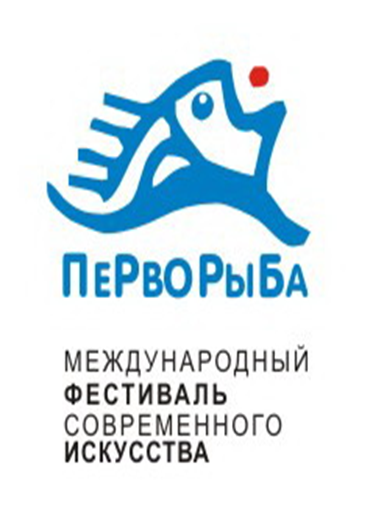 ПеРвоРыБа
МЕЖДУНАРОДНЫЙ
ФЕСТИВАЛЬ
СОВРЕМЕННОГО
ИСКУССТВА